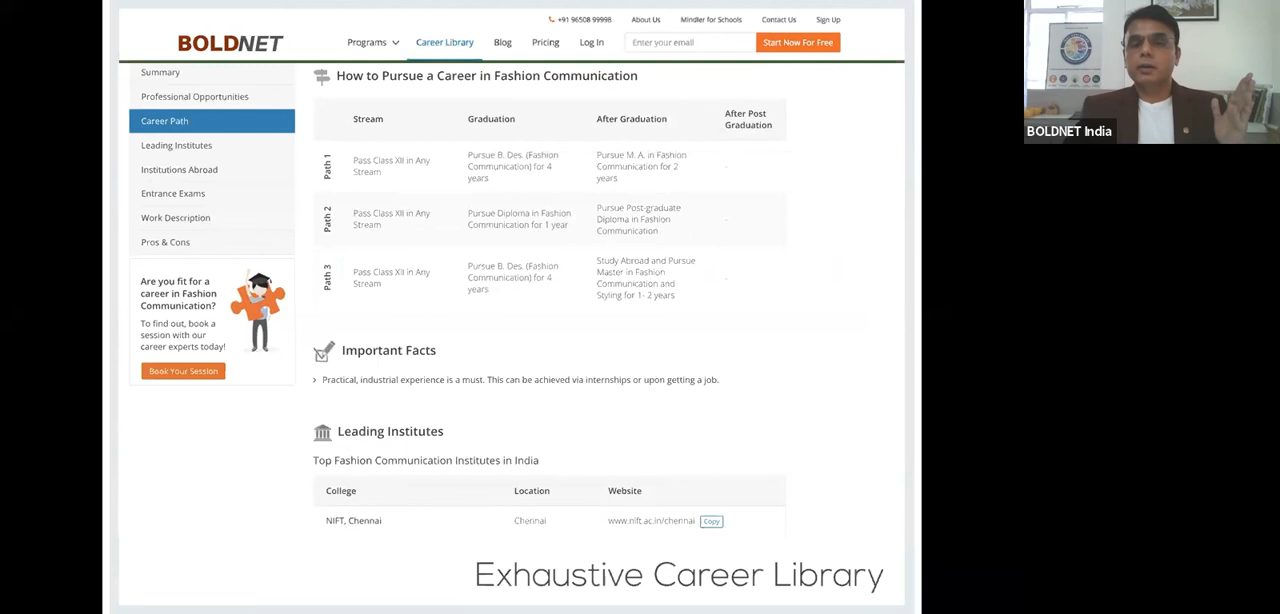 +91 96508 99998 About Us Mindler for Schools Contact Us Sign Up
BOLDNET
Programs Career Library Blog Pricing Log In Enter your email Start Now For Free
Summary
Professional Opportunities
Career Path
Leading Institutes
Institutions Abroad
Entrance Exams
Work Description
Pros & Cons
Are you fit for a
career in Fashion
Communication?
To find out, book a
session with our
career experts today!
Book Your Session
How to Pursue a Career in Fashion Communication
Stream Graduation After Graduation After Post
Graduation
Path 1
Pass Class XII in Any
Stream
Pursue B. Des. (Fashion
Communication) for 4
years
Pursue M. A. in Fashion
Communication for 2
years
-
Path 2
Pass Class XII in Any
Stream
Pursue Diploma in Fashion
Communication for 1 year
Pursue Post-graduate
Diploma in Fashion
Communication
-
Path 3
Pass Class XII in Any
Stream
Pursue B. Des. (Fashion
Communication) for 4
years
Study Abroad and Pursue
Master in Fashion
Communication and
Styling for 1- 2 years
-
Important Facts
Practical, industrial experience is a must. This can be achieved via internships or upon getting a job.
Leading Institutes
Top Fashion Communication Institutes in India
College Location Website
NIFT, Chennai Chennai www.nift.ac.in/chennai Copy
Exhaustive Career Library
BOLDNET India